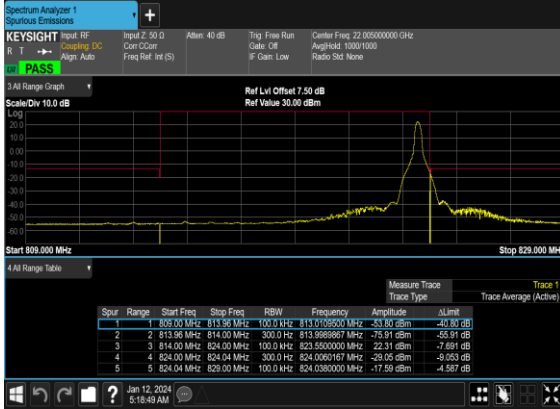 Spectrum Analyzer 1
Spurious Emissions
+
KEYSIGHT Input: RF Input Z: 50 Ω Atten: 40 dB Trig: Free Run Center Freq: 22.005000000 GHz
R T Coupling: DC Corr CCorr Gate: Off Avg|Hold: 1000/1000
Align: Auto Freq Ref: Int (S) IF Gain: Low Radio Std: None
PASS
3 All Range Graph
Ref Lvl Offset 7.50 dB
Scale/Div 10.0 dB Ref Value 30.00 dBm
Log
20.0
10.0
0.00
-10.0
-20.0
-30.0
-40.0
-50.0
-60.0
Start 809.000 MHz Stop 829.000 MHz
4 All Range Table
Measure Trace Trace 1
Trace Type Trace Average (Active)
Spur Range Start Freq Stop Freq RBW Frequency Amplitude ΔLimit
1 1 809.00 MHz 813.96 MHz 100.0 kHz 813.0109500 MHz -53.80 dBm -40.80 dB
2 2 813.96 MHz 814.00 MHz 300.0 Hz 813.9989867 MHz -75.91 dBm -55.91 dB
3 3 814.00 MHz 824.00 MHz 100.0 kHz 823.5500000 MHz 22.31 dBm -7.691 dB
4 4 824.00 MHz 824.04 MHz 300.0 Hz 824.0060167 MHz -29.05 dBm -9.053 dB
5 5 824.04 MHz 829.00 MHz 100.0 kHz 824.0380000 MHz -17.59 dBm -4.587 dB
?
Jan 12, 2024
5:18:49 AM